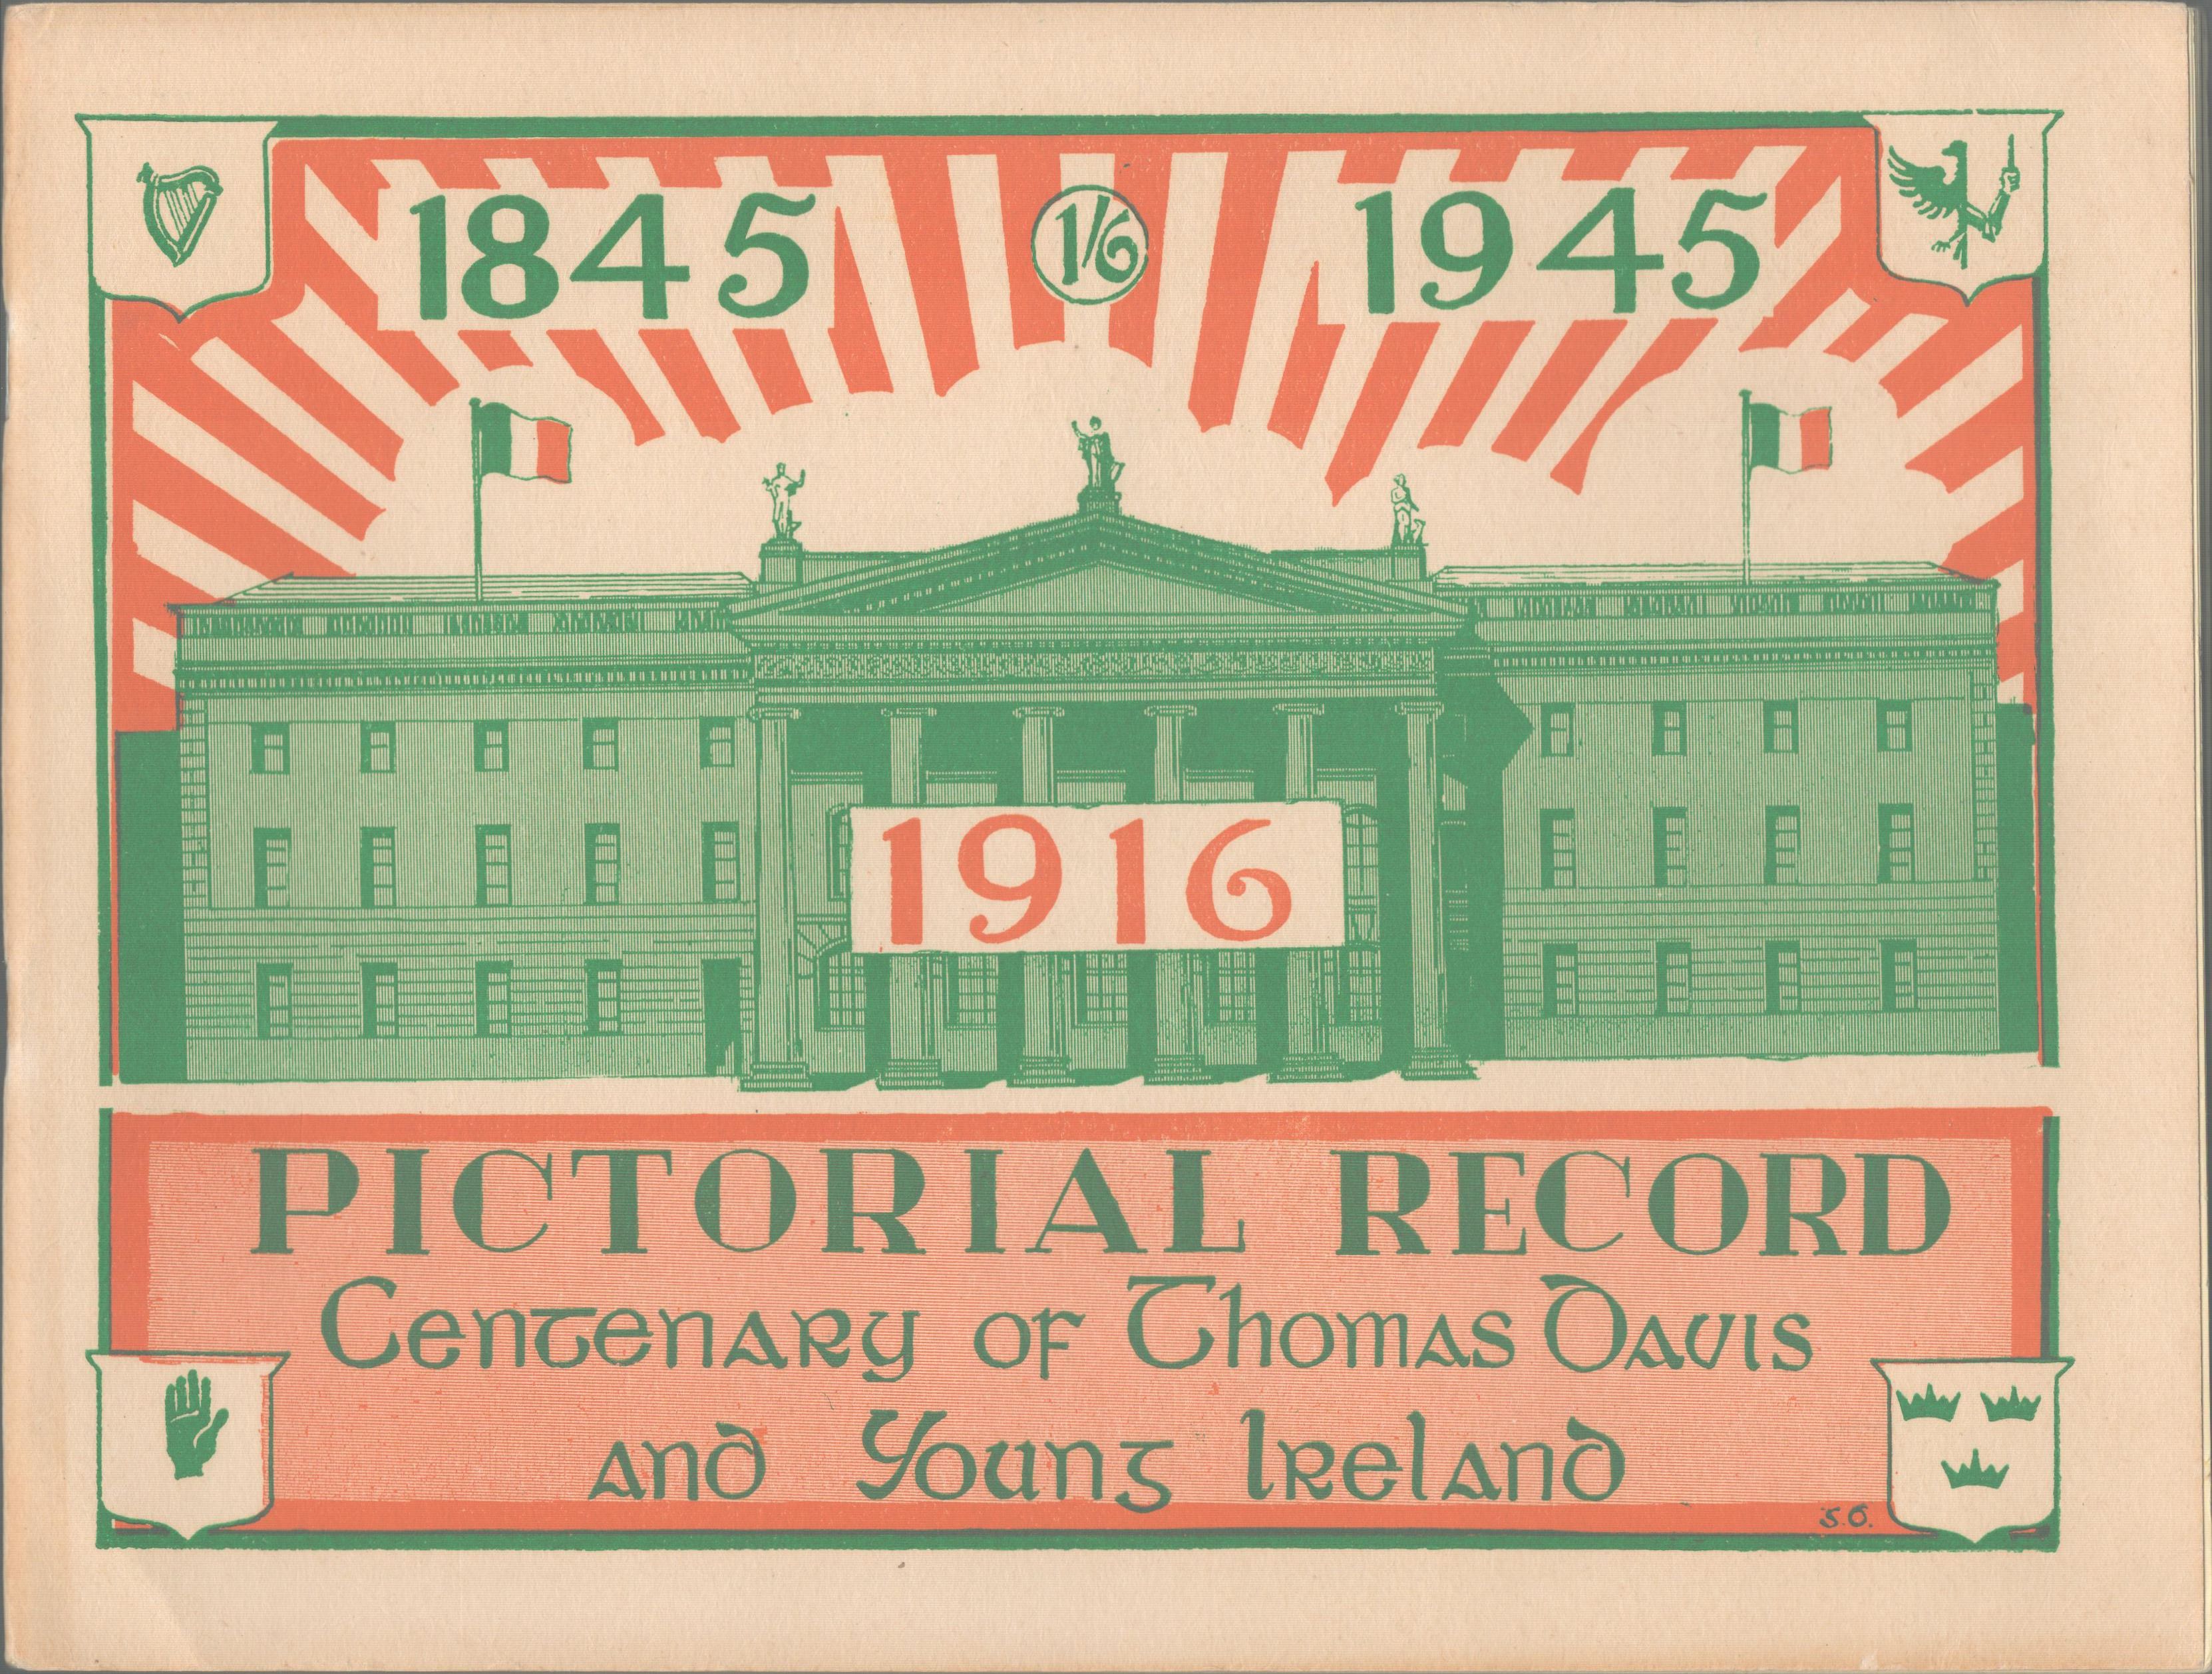 1845 1/6 1945
1916
PICTORIAL RECORD
Centenary of Thomas Davis
and Young Ireland
S.Ó.